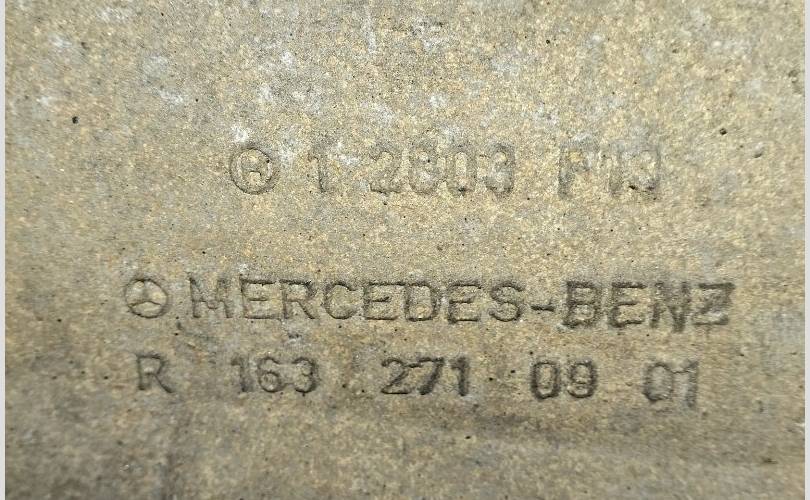 1 2803 F13
MERCEDES-BENZ
R 163 271 09 01